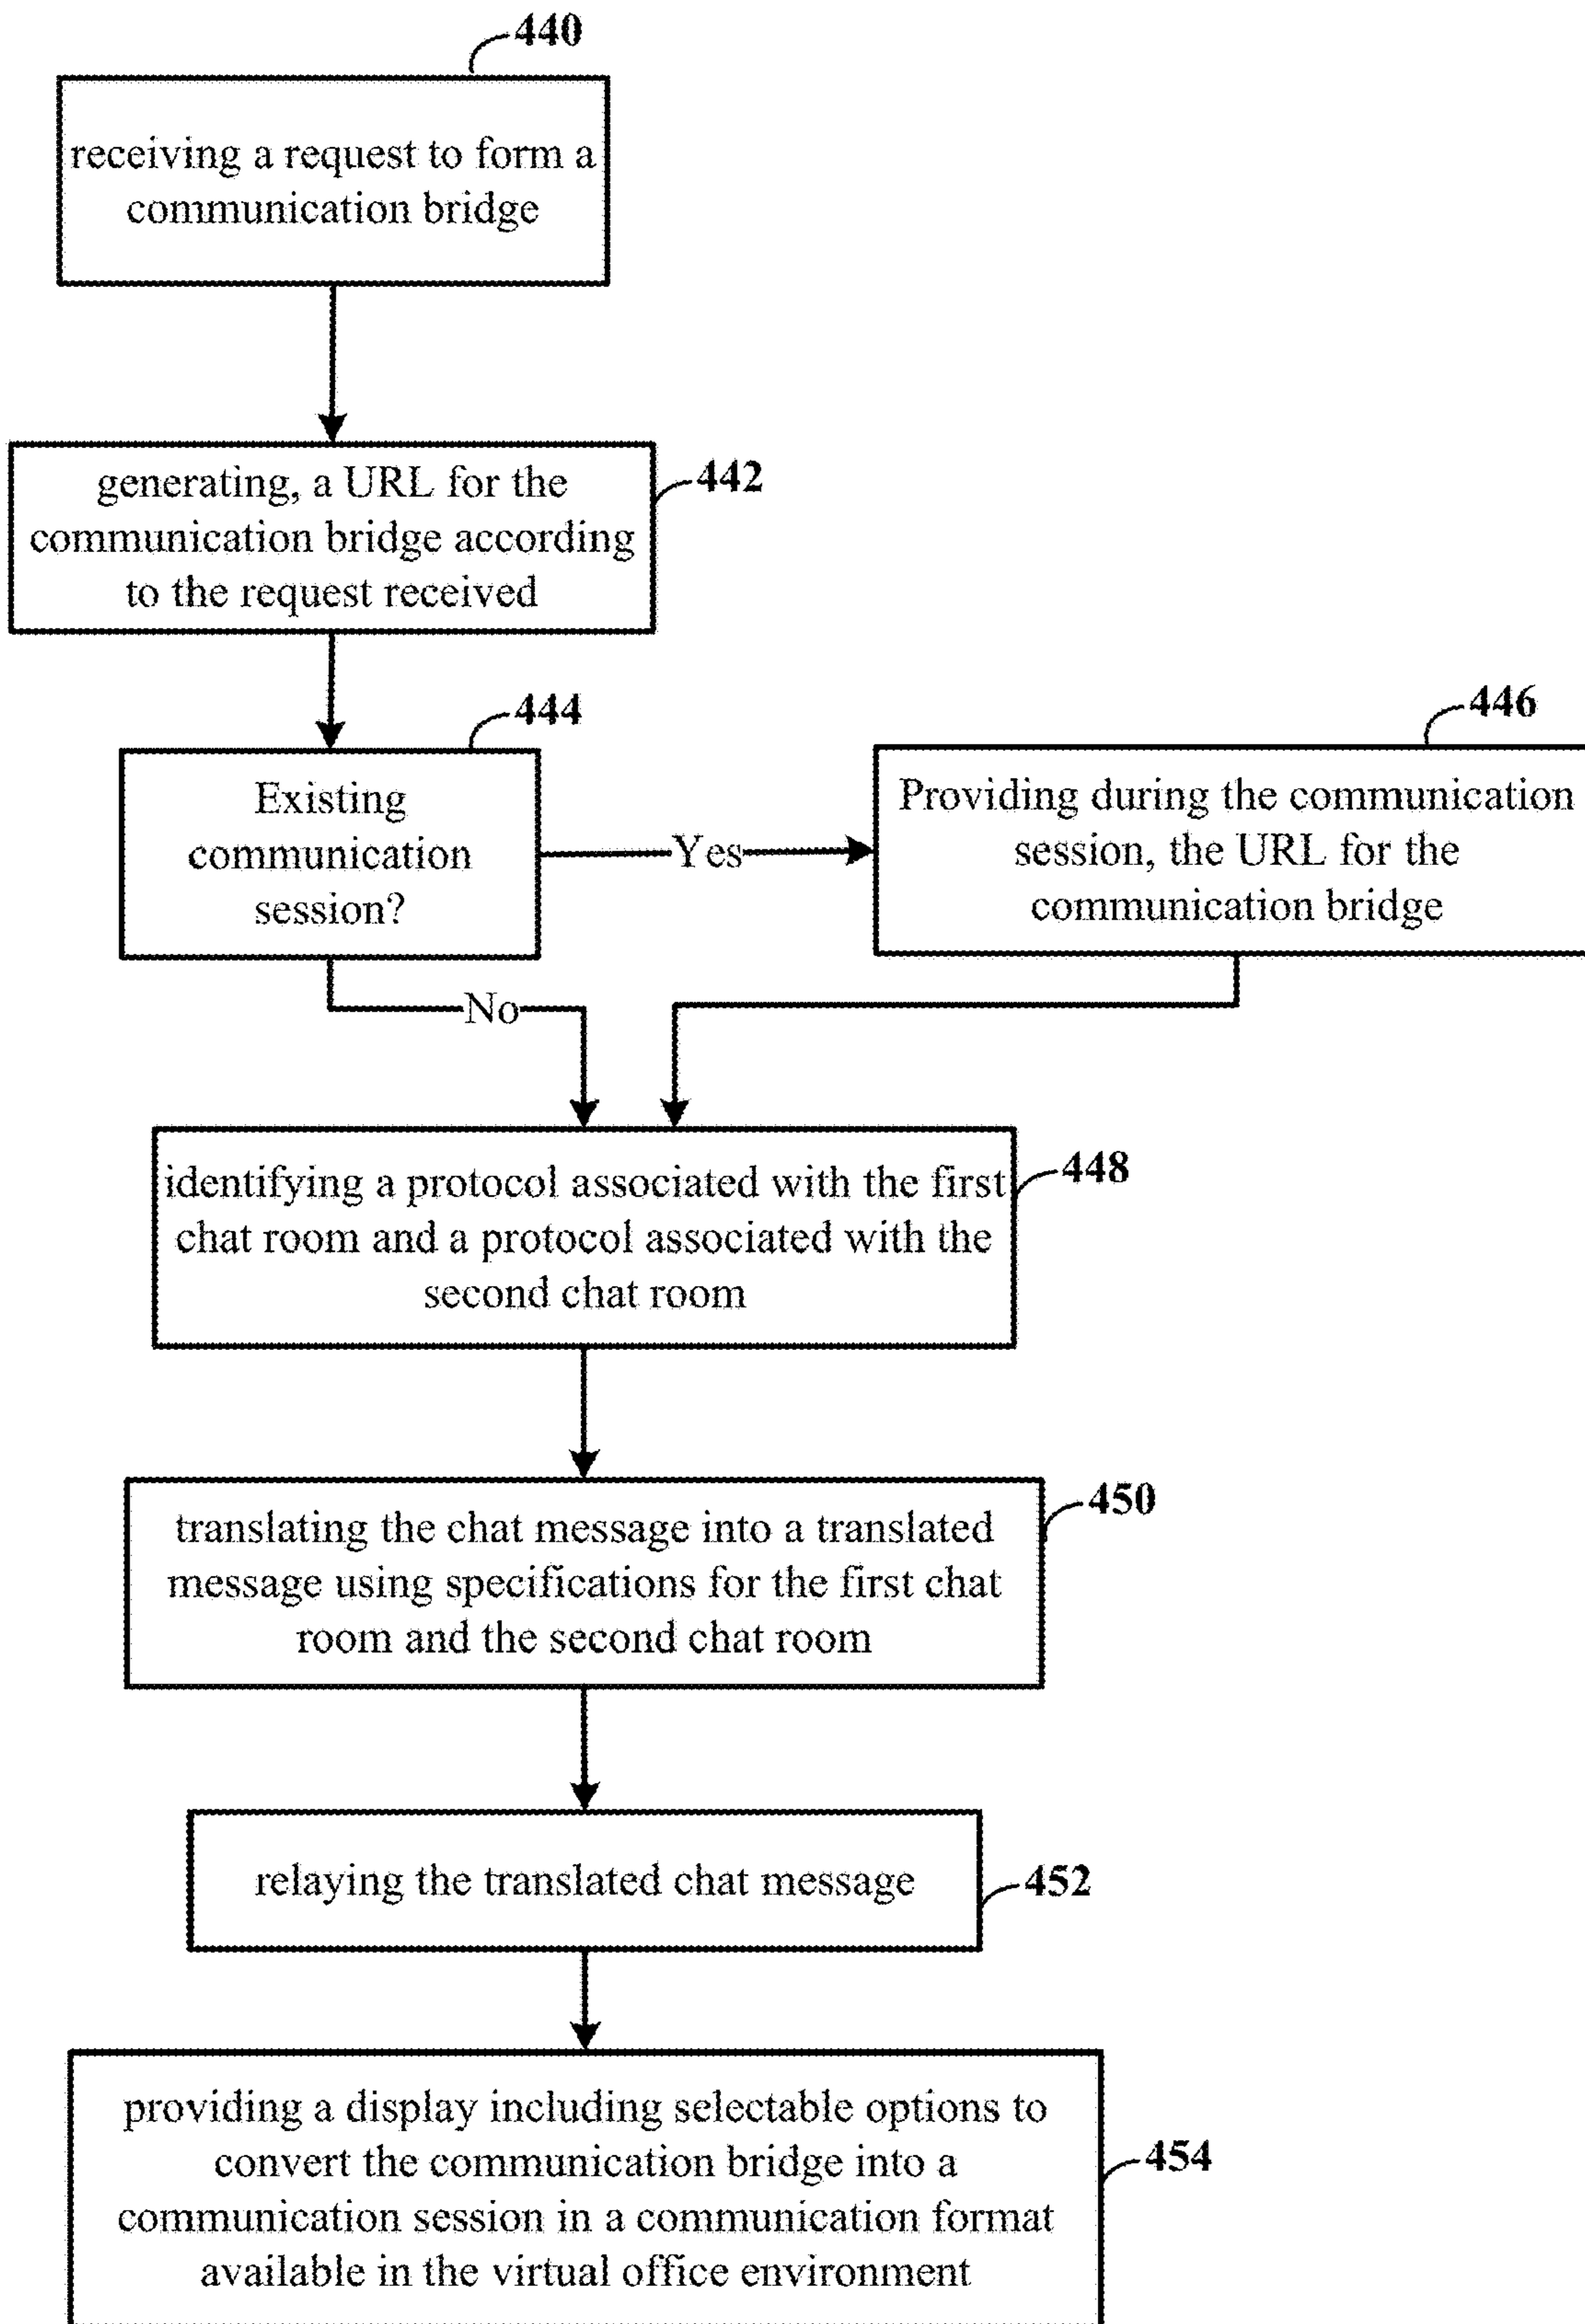 440
receiving a request to form a
communication bridge
generating, a URL for the
communication bridge according
to the request received
442
444
Existing
communication
session?
Yes
446
Providing during the communication
session, the URL for the
communication bridge
No
identifying a protocol associated with the first
chat room and a protocol associated with the
second chat room
448
translating the chat message into a translated
message using specifications for the first chat
room and the second chat room
450
relaying the translated chat message
452
providing a display including selectable options to
convert the communication bridge into a
communication session in a communication format
available in the virtual office environment
454